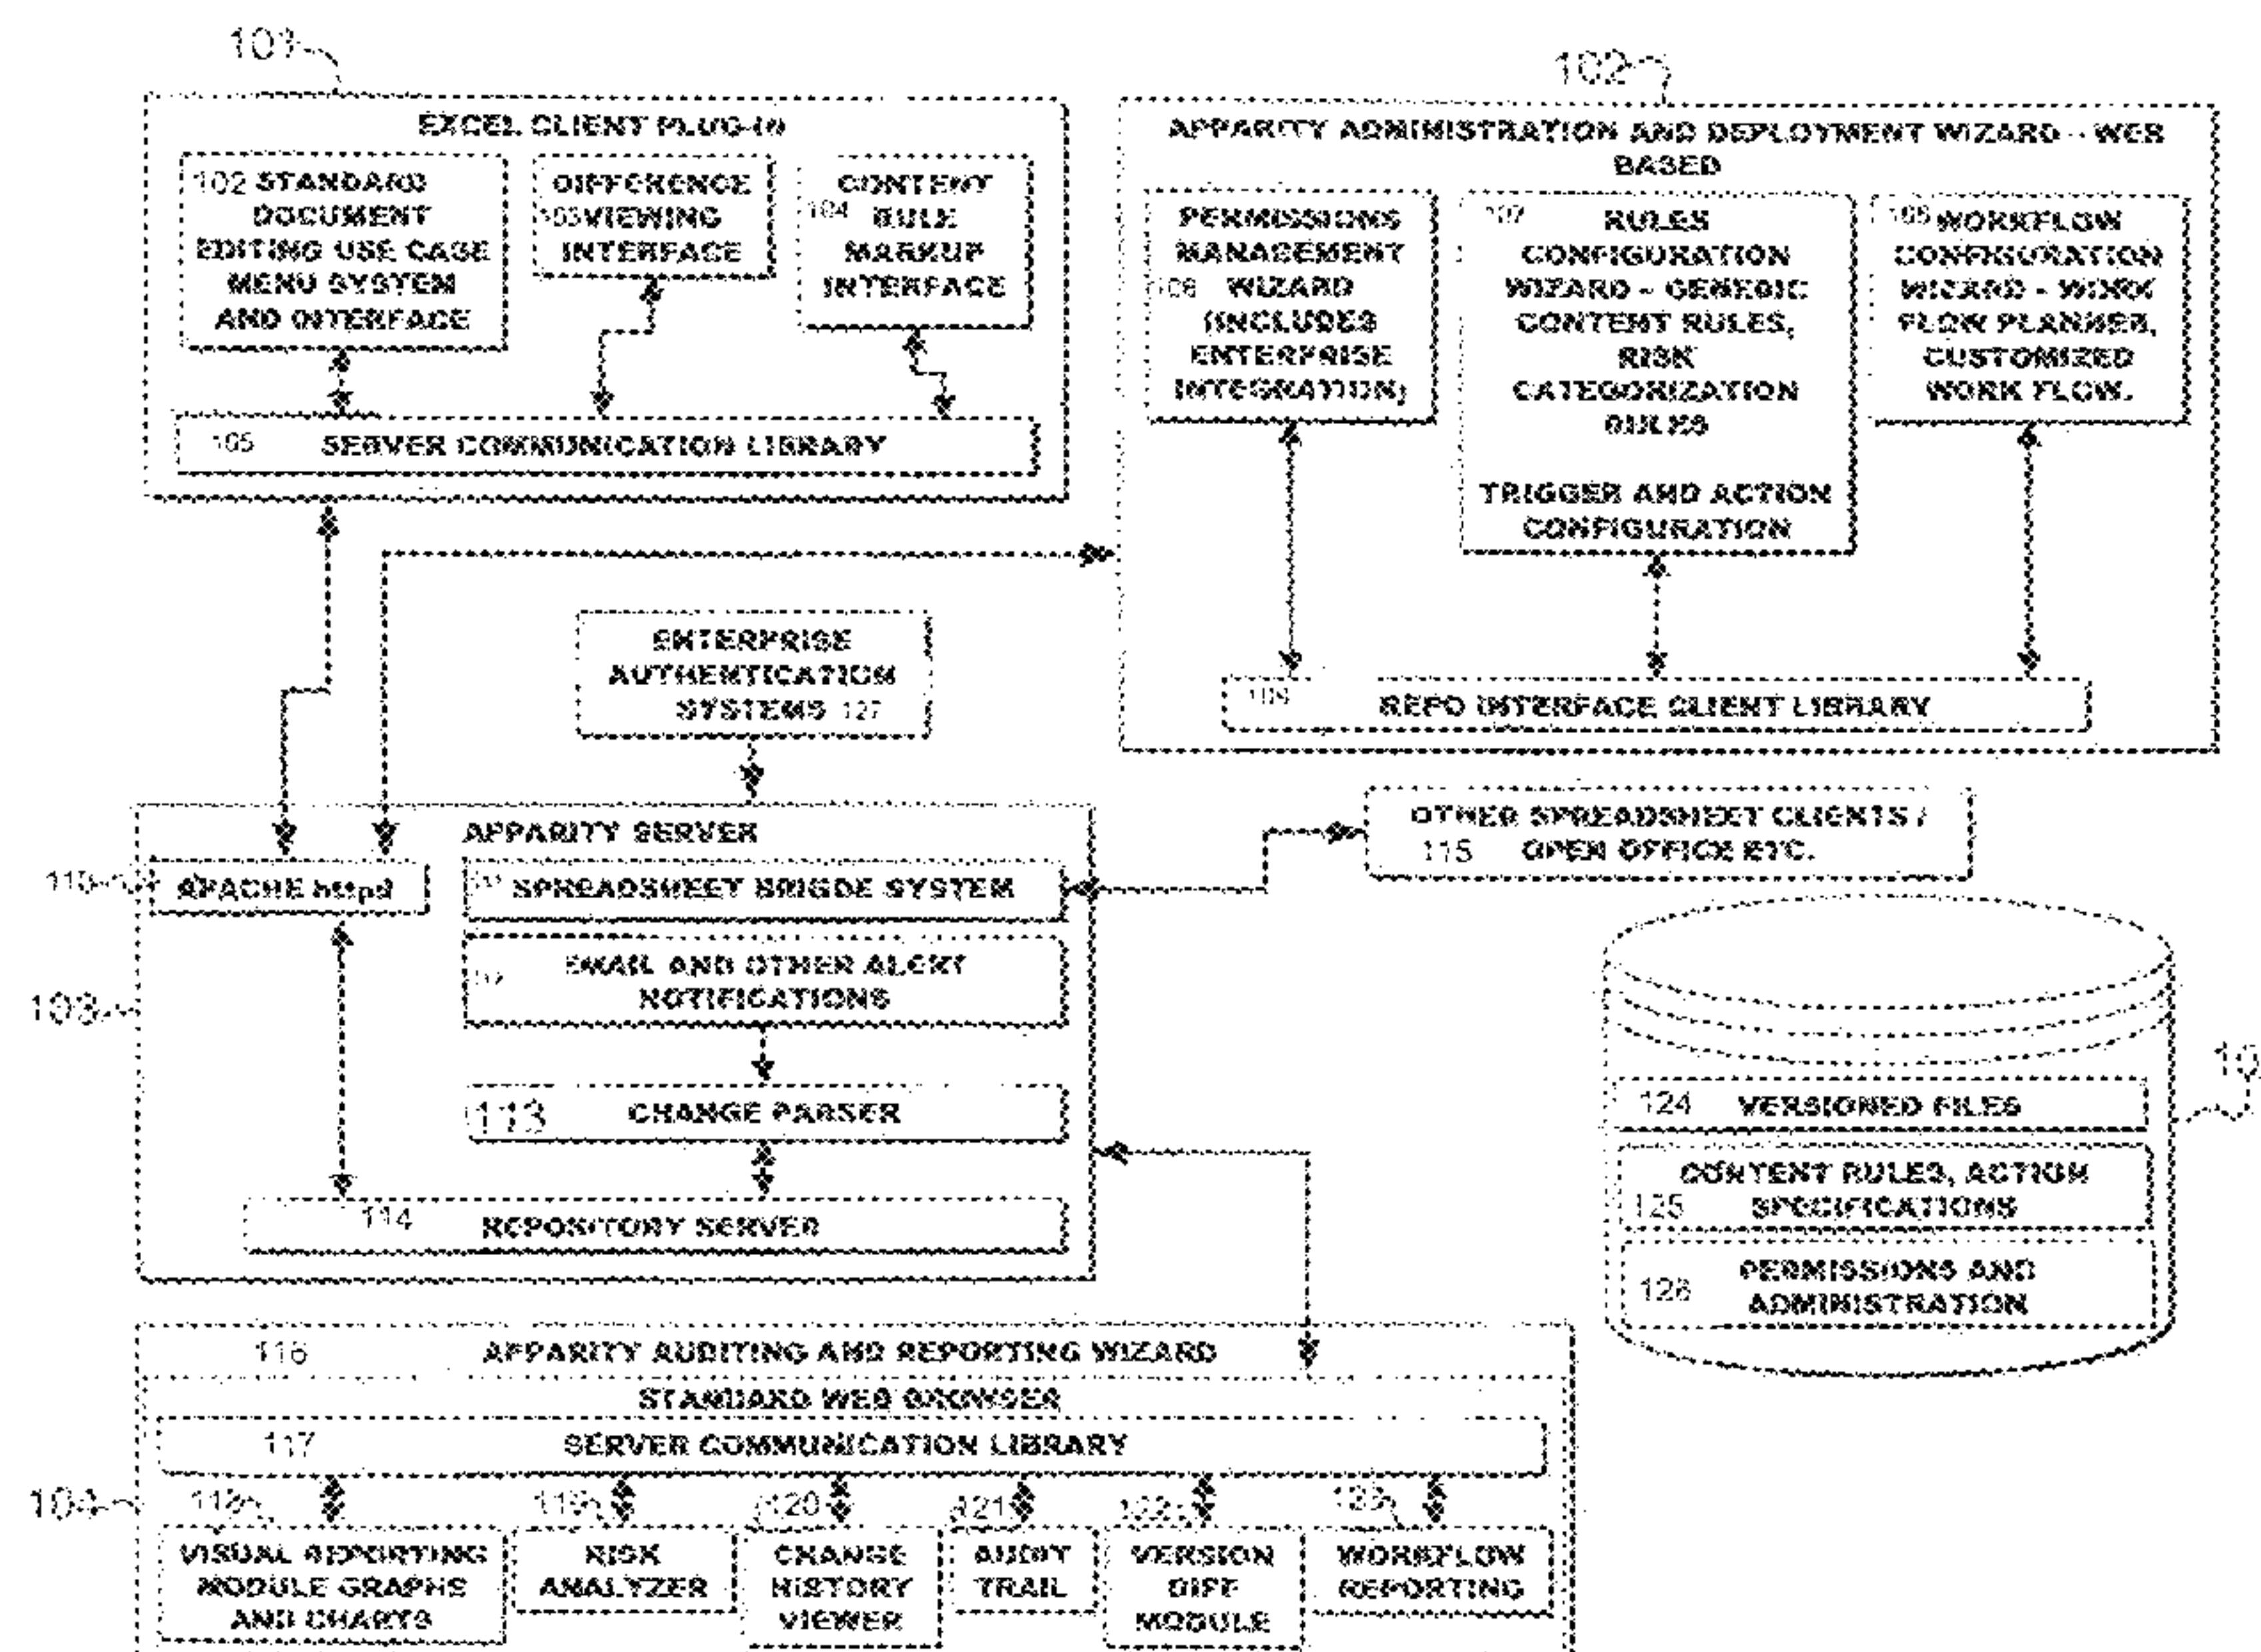 101
EXCEL CLIENT PLUG-IN
102 STANDARD
DOCUMENT
EDITING USE CASE
MENU SYSTEM
AND INTERFACE
DIFFERENCE
103 VIEWING
INTERFACE
CONTENT
104 RULE
MARKUP
INTERFACE
105 SERVER COMMUNICATION LIBRARY
102
APPARITY ADMINISTRATION AND DEPLOYMENT WIZARD - WEB
BASED
PERMISSIONS
MANAGEMENT
106 WIZARD
(INCLUDES
ENTERPRISE
INTEGRATION)
107 RULES
CONFIGURATION
WIZARD - GENERIC
CONTENT RULES,
RISK
CATEGORIZATION
RULES
TRIGGER AND ACTION
CONFIGURATION
WORKFLOW
CONFIGURATION
WIZARD - WORK
FLOW PLANNER,
CUSTOMIZED
WORK FLOW.
109 REPO INTERFACE CLIENT LIBRARY
ENTERPRISE
AUTHENTICATION
SYSTEMS 127
APPARITY SERVER
110
APACHE httpd
SPREADSHEET BRIGDE SYSTEM
EMAIL AND OTHER ALERT
NOTIFICATIONS
103
113 CHANGE PARSER
114 REPOSITORY SERVER
OTHER SPREADSHEET CLIENTS /
115 OPEN OFFICE ETC.
10
124 VERSIONED FILES
CONTENT RULES, ACTION
125 SPECIFICATIONS
PERMISSIONS AND
126 ADMINISTRATION
116 APPARITY AUDITING AND REPORTING WIZARD
STANDARD WEB BROWSER
117 SERVER COMMUNICATION LIBRARY
104
118
119
120
121
122
123
VISUAL REPORTING
MODULE GRAPHS
AND CHARTS
RISK
ANALYZER
CHANGE
HISTORY
VIEWER
AUDIT
TRAIL
VERSION
DIFF
MODULE
WORKFLOW
REPORTING